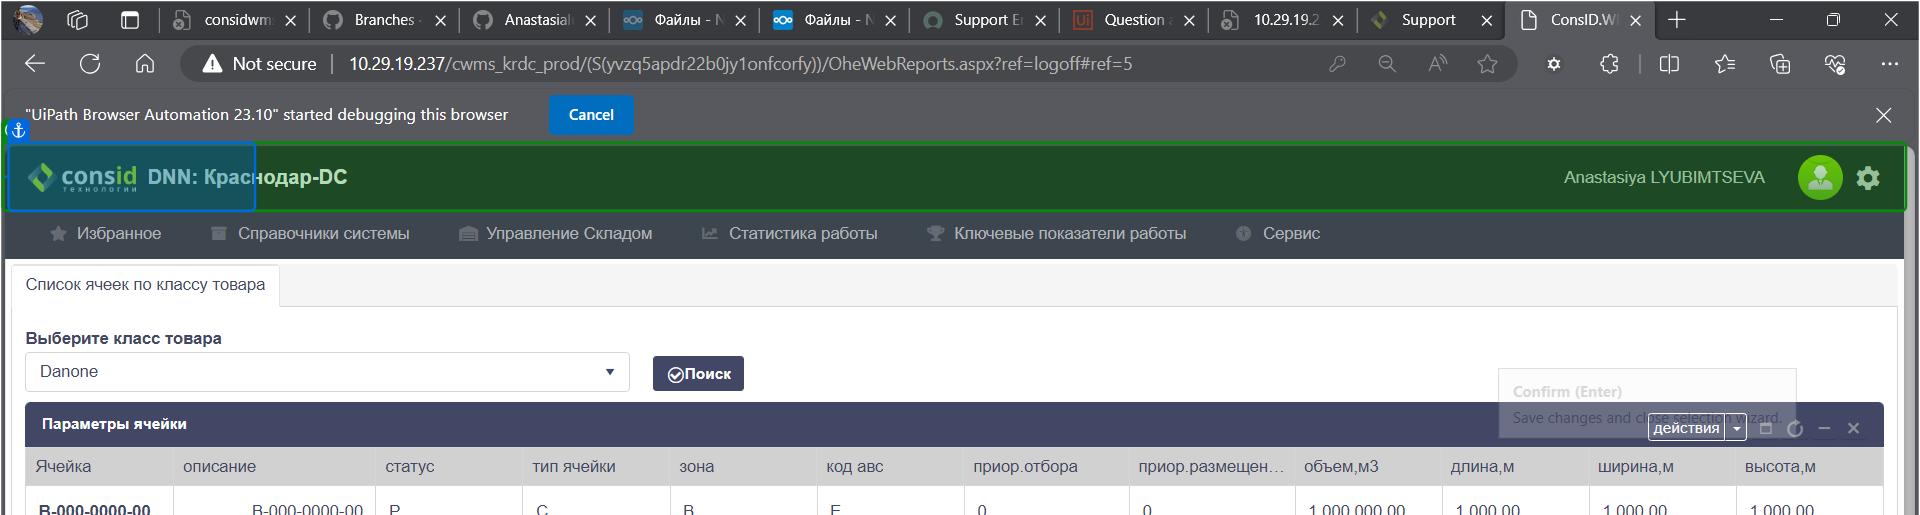 considwms
Branches ·
Anastasial
Файлы - N
Файлы - N
Support En
Question a
10.29.19.2
Support
ConsID.W
Not secure 10.29.19.237/cwms_krdc_prod/(S(yvzq5apdr22b0jy1onfcorfy))/OheWebReports.aspx?ref=logoff#ref=5
"UiPath Browser Automation 23.10" started debugging this browser Cancel
consid технологии DNN: Краснодар-DC Anastasiya LYUBIMTSEVA
Избранное Справочники системы Управление Складом Статистика работы Ключевые показатели работы Сервис
Список ячеек по классу товара
Выберите класс товара
Danone Поиск
Confirm (Enter)
Save changes and close selection wizard.
Параметры ячейки действия
Ячейка описание статус тип ячейки зона код авс приор.отбора приор.размещен... объем,м3 длина,м ширина,м высота,м
B-000-0000-00 B-000-0000-00 P C B E 0 0 1 000 000,00 1 000,00 1 000,00 1 000,00